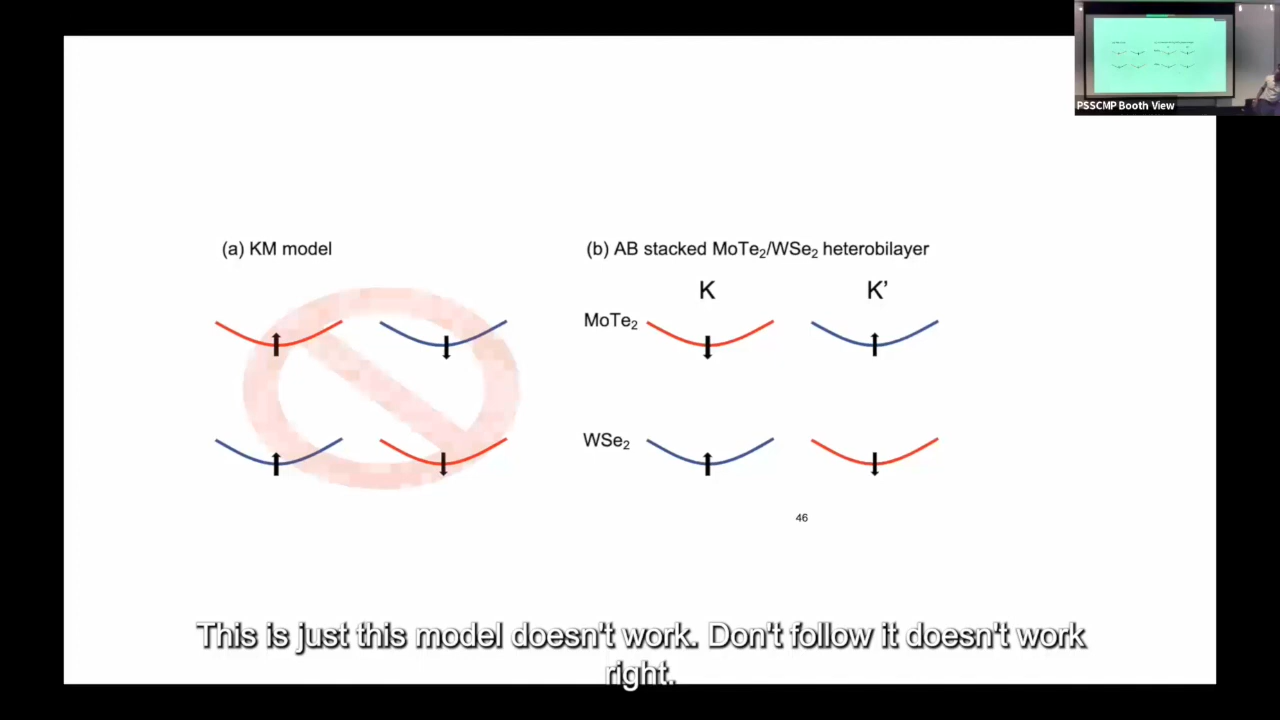 PSSCMP Booth View
(a) KM model
(b) AB stacked MoTe₂/WSe₂ heterobilayer
K K’
MoTe₂
WSe₂
46
This is just this model doesn't work. Don't follow it doesn't work
right.